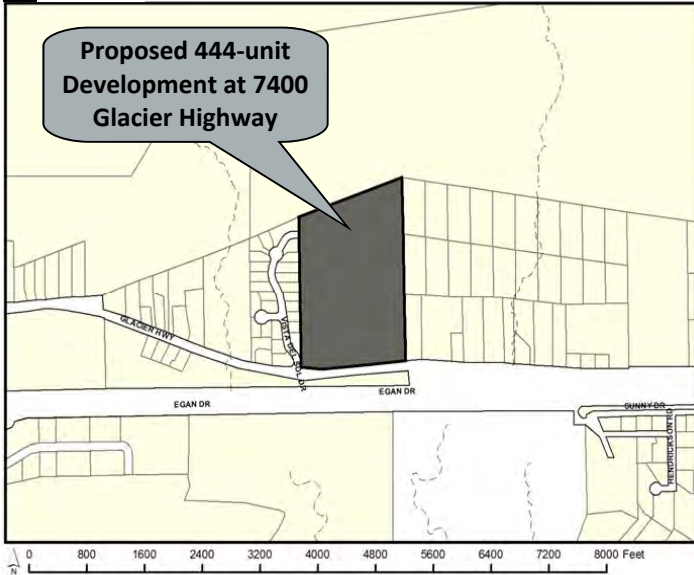 Proposed 444-unit
Development at 7400
Glacier Highway
GLACIER HWY
VISTA DEL SOL DR
EGAN DR
EGAN DR
SUNNY DR
HENDRICKSON RD
N
0 800 1600 2400 3200 4000 4800 5600 6400 7200 8000 Feet